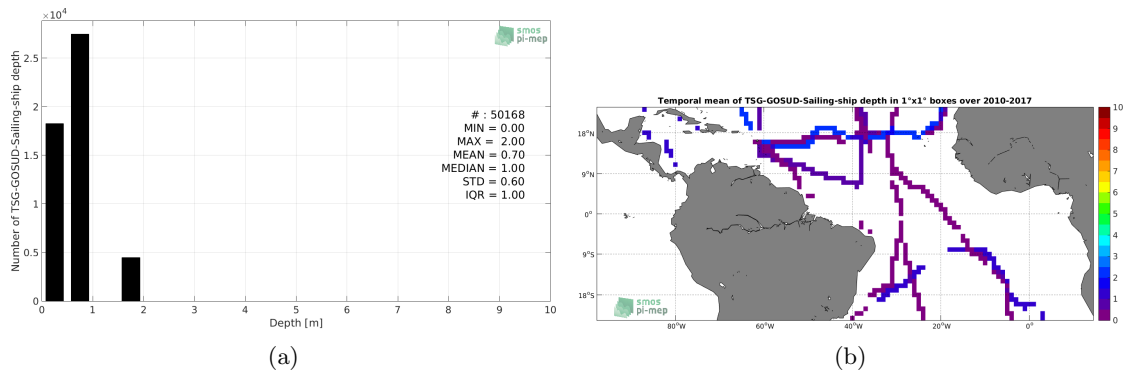 ×10⁴
smos
pi-mep
Number of TSG-GOSUD-Sailing-ship depth
2.5
2
1.5
1
0.5
0
# : 50168
MIN = 0.00
MAX = 2.00
MEAN = 0.70
MEDIAN = 1.00
STD = 0.60
IQR = 1.00
0 1 2 3 4 5 6 7 8 9 10
Depth [m]
(a)
Temporal mean of TSG-GOSUD-Sailing-ship depth in 1°x1° boxes over 2010-2017
18°N
9°N
0°
9°S
18°S
80°W 60°W 40°W 20°W 0°
smos
pi-mep
10
9
8
7
6
5
4
3
2
1
0
(b)